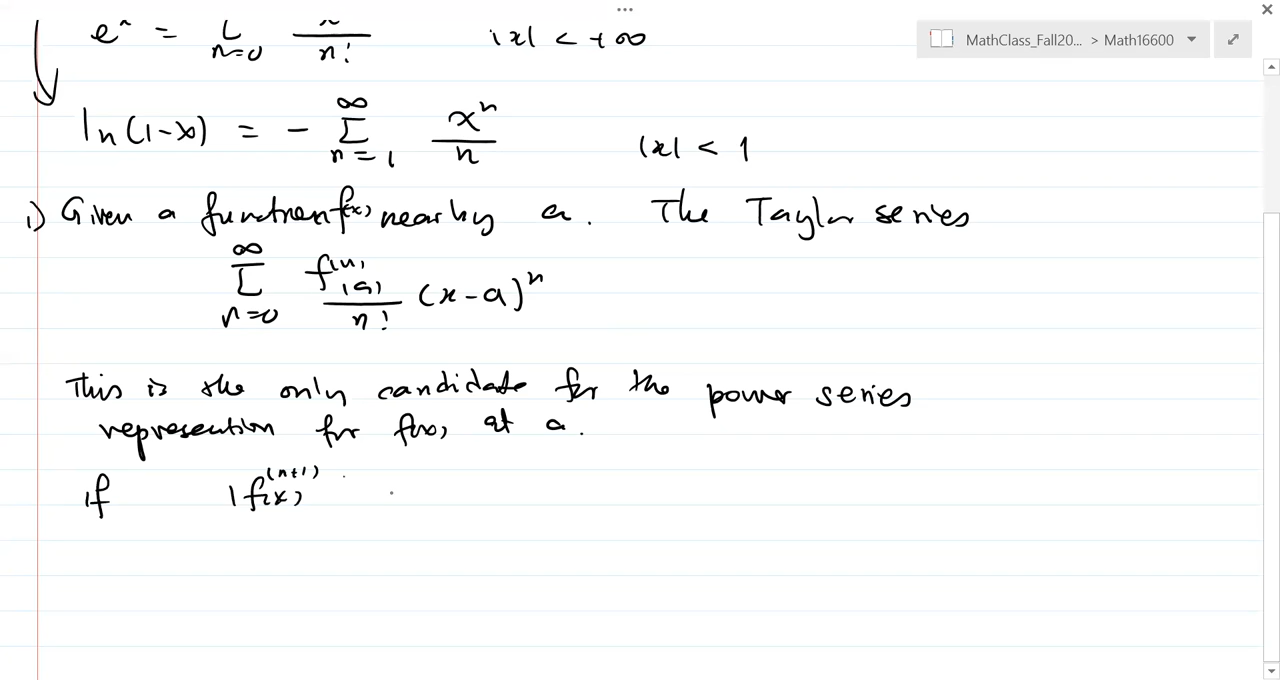 MathClass_Fall20... > Math16600
e^x = Σ_{n=0} x/n! |x| < +∞
ln(1-x) = - Σ_{n=1}^{∞} x^n/n |x| < 1
1) Given a function f(x) nearby a. The Taylor series
Σ_{n=0}^{∞} f^{(n)}(a)/n! (x-a)^n
This is the only candidate for the power series
represention for f(x) at a.
if |f^{(n+1)}(x)